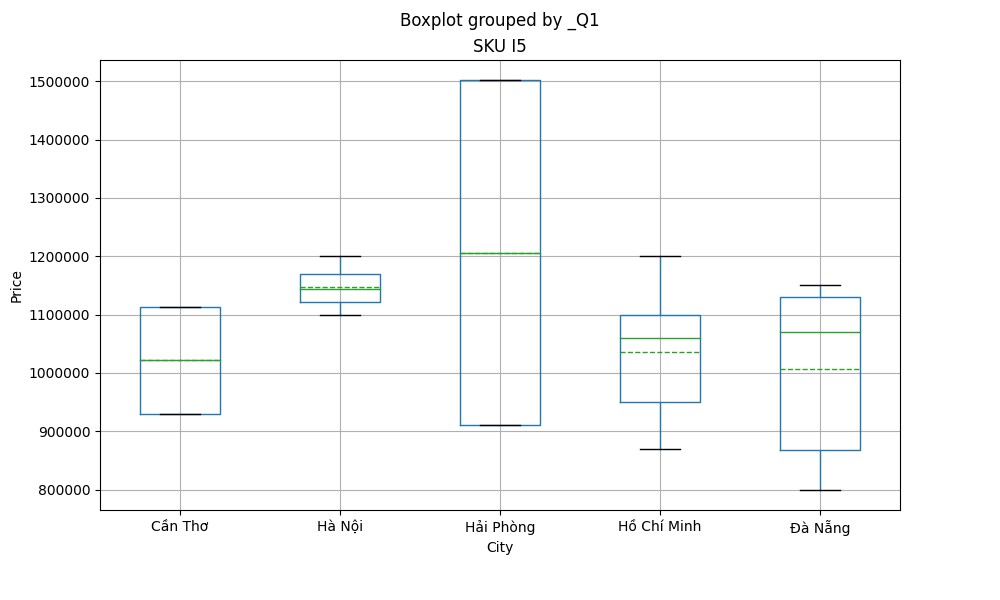 Boxplot grouped by _Q1
SKU I5
1500000
1400000
1300000
1200000
1100000
1000000
900000
800000
Price
Cần Thơ
Hà Nội
Hải Phòng
Hồ Chí Minh
Đà Nẵng
City